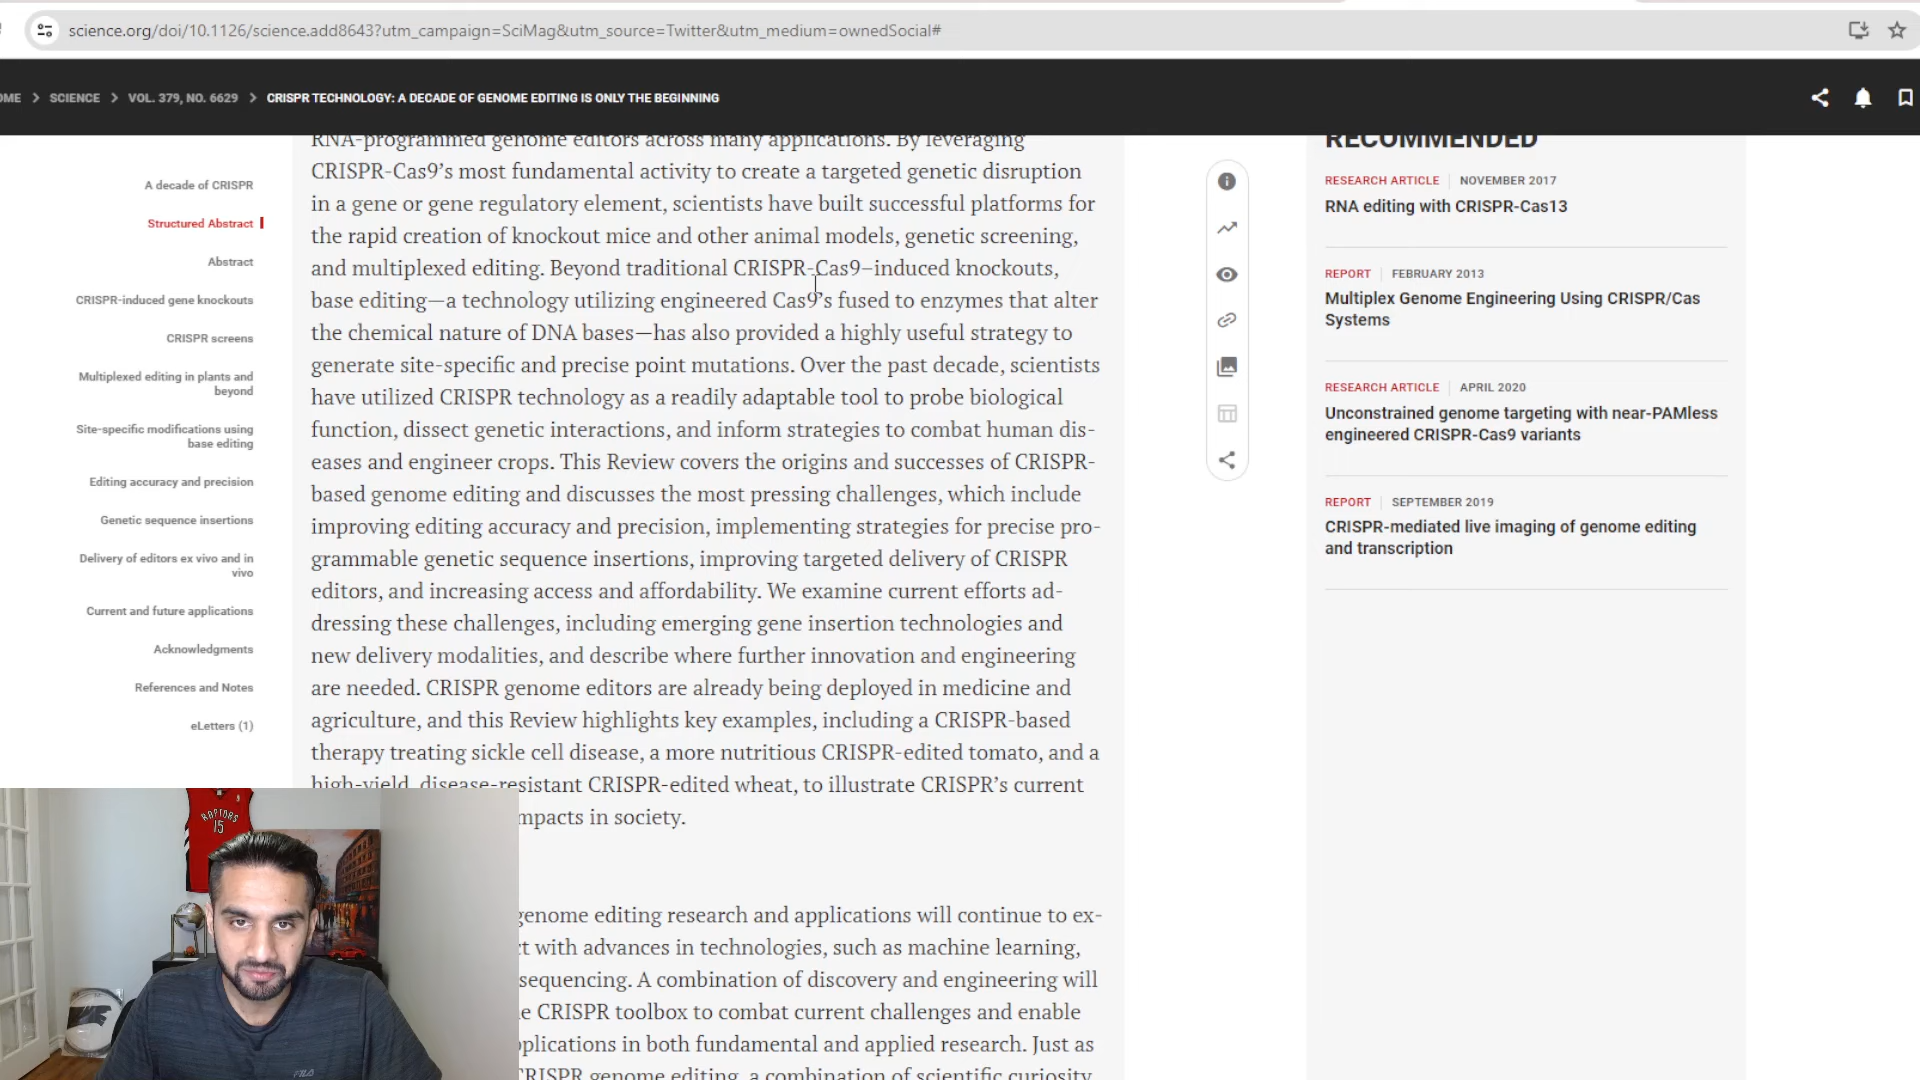 science.org/doi/10.1126/science.add8643?utm_campaign=SciMag&utm_source=Twitter&utm_medium=ownedSocial#
OME > SCIENCE > VOL. 379, NO. 6629 > CRISPR TECHNOLOGY: A DECADE OF GENOME EDITING IS ONLY THE BEGINNING
A decade of CRISPR
Structured Abstract
Abstract
CRISPR-induced gene knockouts
CRISPR screens
Multiplexed editing in plants and
beyond
Site-specific modifications using
base editing
Editing accuracy and precision
Genetic sequence insertions
Delivery of editors ex vivo and in
vivo
Current and future applications
Acknowledgments
References and Notes
eLetters (1)
RNA-programmed genome editors across many applications. By leveraging
CRISPR-Cas9’s most fundamental activity to create a targeted genetic disruption
in a gene or gene regulatory element, scientists have built successful platforms for
the rapid creation of knockout mice and other animal models, genetic screening,
and multiplexed editing. Beyond traditional CRISPR-Cas9–induced knockouts,
base editing—a technology utilizing engineered Cas9’s fused to enzymes that alter
the chemical nature of DNA bases—has also provided a highly useful strategy to
generate site-specific and precise point mutations. Over the past decade, scientists
have utilized CRISPR technology as a readily adaptable tool to probe biological
function, dissect genetic interactions, and inform strategies to combat human dis-
eases and engineer crops. This Review covers the origins and successes of CRISPR-
based genome editing and discusses the most pressing challenges, which include
improving editing accuracy and precision, implementing strategies for precise pro-
grammable genetic sequence insertions, improving targeted delivery of CRISPR
editors, and increasing access and affordability. We examine current efforts ad-
dressing these challenges, including emerging gene insertion technologies and
new delivery modalities, and describe where further innovation and engineering
are needed. CRISPR genome editors are already being deployed in medicine and
agriculture, and this Review highlights key examples, including a CRISPR-based
therapy treating sickle cell disease, a more nutritious CRISPR-edited tomato, and a
high-yield, disease-resistant CRISPR-edited wheat, to illustrate CRISPR’s current
mpacts in society.
genome editing research and applications will continue to ex-
t with advances in technologies, such as machine learning,
sequencing. A combination of discovery and engineering will
e CRISPR toolbox to combat current challenges and enable
pplications in both fundamental and applied research. Just as
CRISPR genome editing, a combination of scientific curiosity
RECOMMENDED
RESEARCH ARTICLE | NOVEMBER 2017
RNA editing with CRISPR-Cas13
REPORT | FEBRUARY 2013
Multiplex Genome Engineering Using CRISPR/Cas
Systems
RESEARCH ARTICLE | APRIL 2020
Unconstrained genome targeting with near-PAMless
engineered CRISPR-Cas9 variants
REPORT | SEPTEMBER 2019
CRISPR-mediated live imaging of genome editing
and transcription
RAPTORS
15
FILA